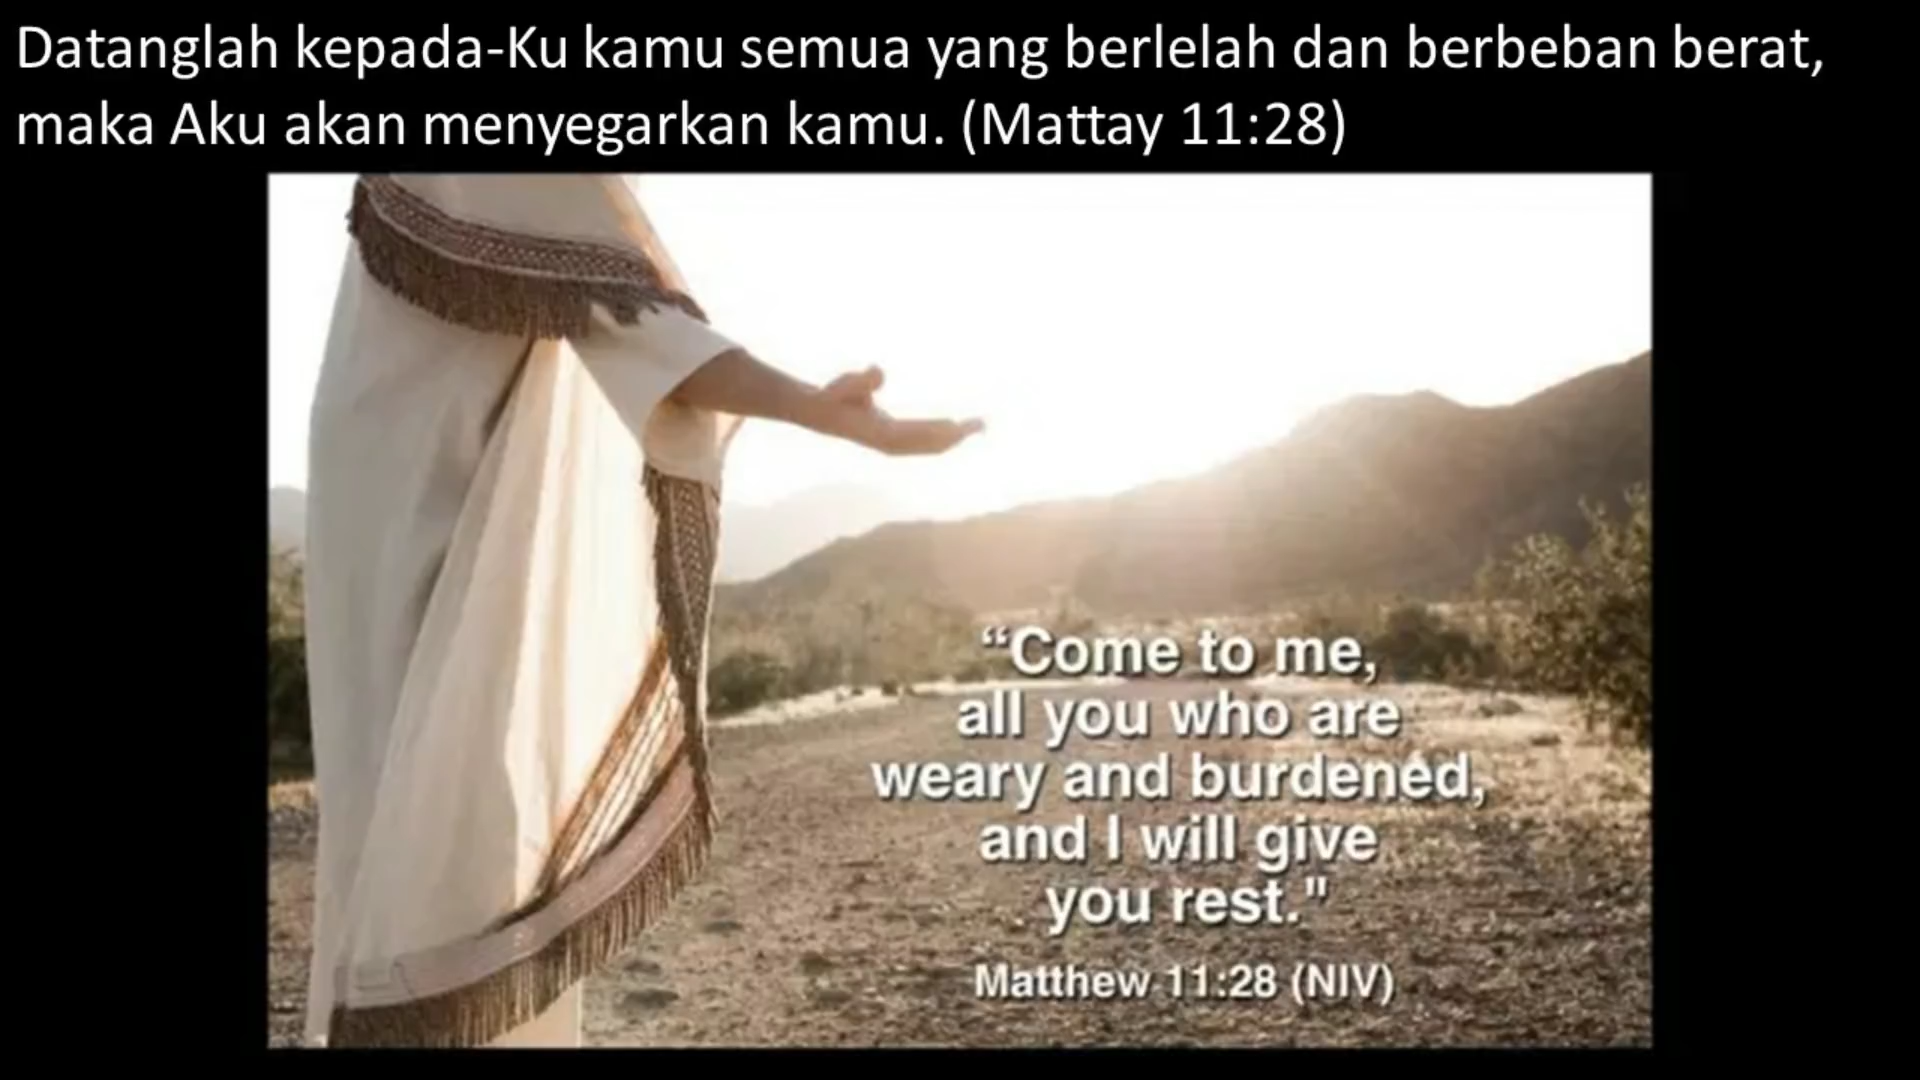 Datanglah kepada-Ku kamu semua yang berlelah dan berbeban berat,
maka Aku akan menyegarkan kamu. (Mattay 11:28)
“Come to me,
all you who are
weary and burdened,
and I will give
you rest."
Matthew 11:28 (NIV)